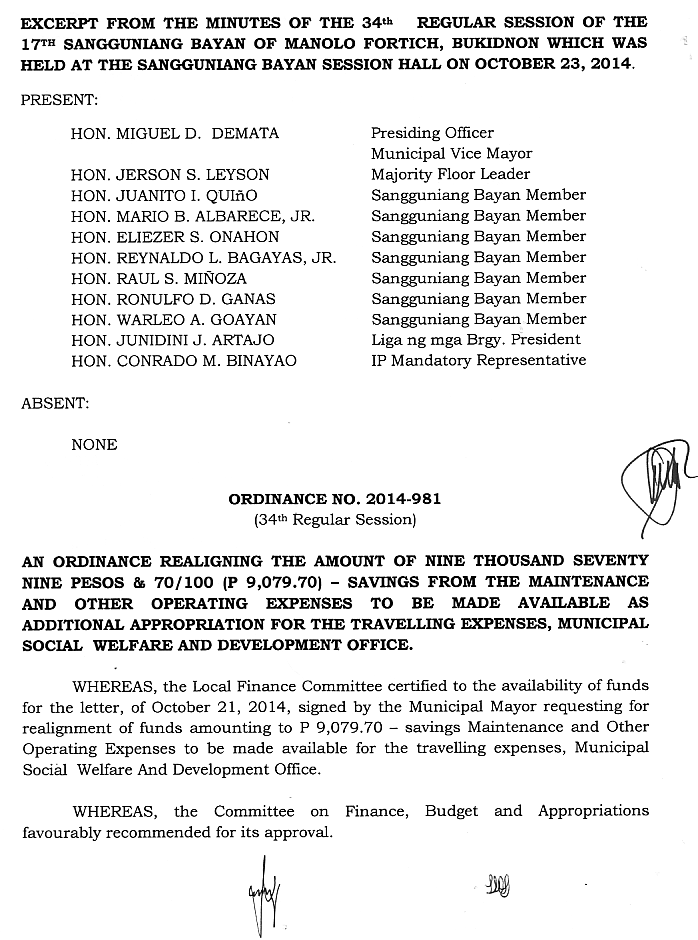 EXCERPT FROM THE MINUTES OF THE 34th REGULAR SESSION OF THE
17TH SANGGUNIANG BAYAN OF MANOLO FORTICH, BUKIDNON WHICH WAS
HELD AT THE SANGGUNIANG BAYAN SESSION HALL ON OCTOBER 23, 2014.
PRESENT:
HON. MIGUEL D. DEMATA Presiding Officer
Municipal Vice Mayor
HON. JERSON S. LEYSON Majority Floor Leader
HON. JUANITO I. QUIñO Sangguniang Bayan Member
HON. MARIO B. ALBARECE, JR. Sangguniang Bayan Member
HON. ELIEZER S. ONAHON Sangguniang Bayan Member
HON. REYNALDO L. BAGAYAS, JR. Sangguniang Bayan Member
HON. RAUL S. MIÑOZA Sangguniang Bayan Member
HON. RONULFO D. GANAS Sangguniang Bayan Member
HON. WARLEO A. GOAYAN Sangguniang Bayan Member
HON. JUNIDINI J. ARTAJO Liga ng mga Brgy. President
HON. CONRADO M. BINAYAO IP Mandatory Representative
ABSENT:
NONE
ORDINANCE NO. 2014-981
(34th Regular Session)
AN ORDINANCE REALIGNING THE AMOUNT OF NINE THOUSAND SEVENTY
NINE PESOS & 70/100 (P 9,079.70) – SAVINGS FROM THE MAINTENANCE
AND OTHER OPERATING EXPENSES TO BE MADE AVAILABLE AS
ADDITIONAL APPROPRIATION FOR THE TRAVELLING EXPENSES, MUNICIPAL
SOCIAL WELFARE AND DEVELOPMENT OFFICE.
WHEREAS, the Local Finance Committee certified to the availability of funds
for the letter, of October 21, 2014, signed by the Municipal Mayor requesting for
realignment of funds amounting to P 9,079.70 – savings Maintenance and Other
Operating Expenses to be made available for the travelling expenses, Municipal
Social Welfare And Development Office.
WHEREAS, the Committee on Finance, Budget and Appropriations
favourably recommended for its approval.